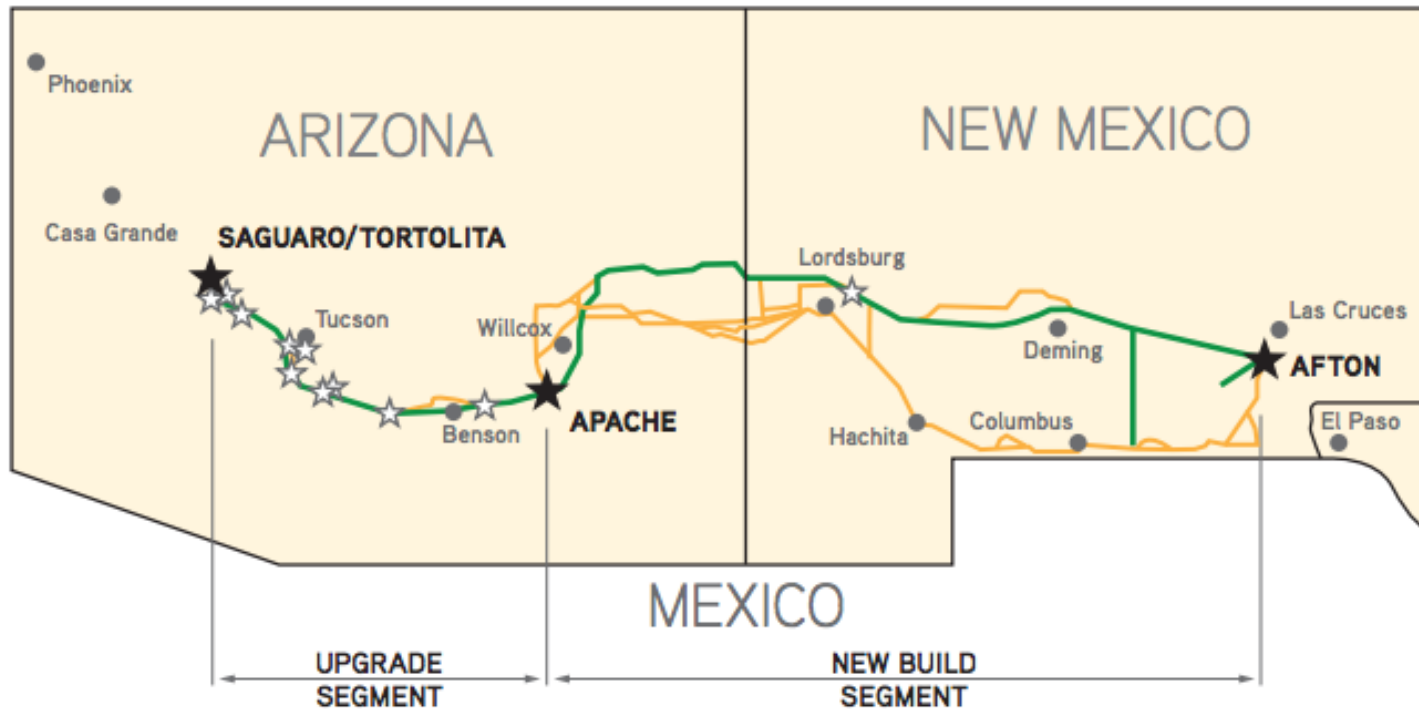 Phoenix
ARIZONA
NEW MEXICO
Casa Grande
SAGUARO/TORTOLITA
Lordsburg
Tucson
Willcox
Las Cruces
Deming
AFTON
Benson
APACHE
Hachita
Columbus
El Paso
MEXICO
UPGRADE
SEGMENT
NEW BUILD
SEGMENT